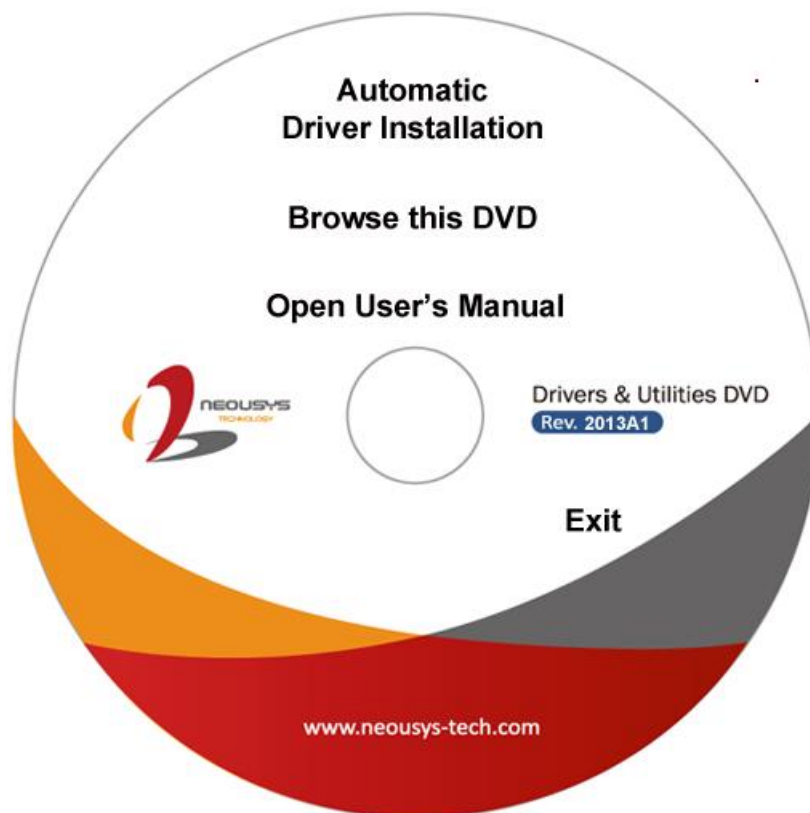 Automatic
Driver Installation
Browse this DVD
Open User's Manual
NEOUSYS
TECHNOLOGY
Drivers & Utilities DVD
Rev. 2013A1
Exit
www.neousys-tech.com